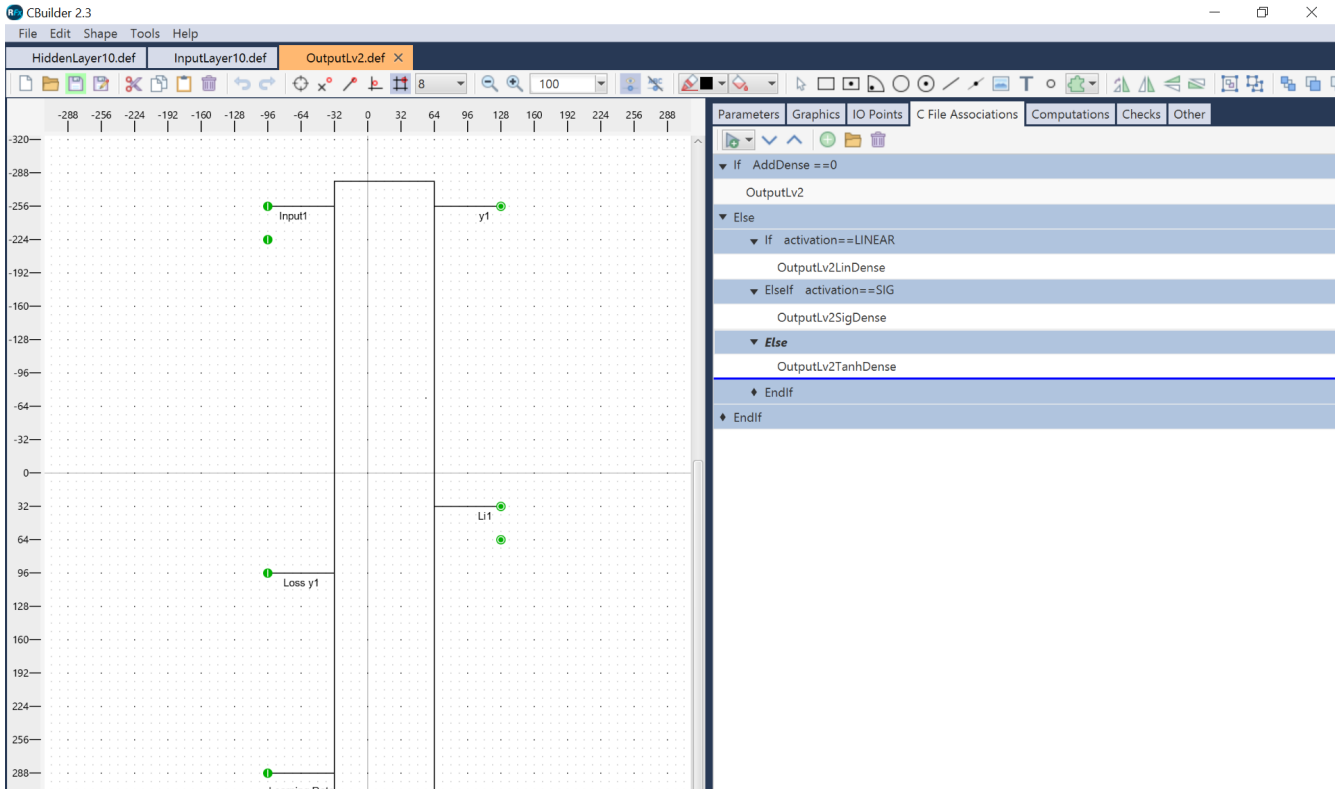 RFX CBuilder 2.3
File Edit Shape Tools Help
HiddenLayer10.def InputLayer10.def OutputLv2.def
8 100 T
-288 -256 -224 -192 -160 -128 -96 -64 -32 0 32 64 96 128 160 192 224 256 288
Parameters Graphics IO Points C File Associations Computations Checks Other
-320
-288
-256
-224
-192
-160
-128
-96
-64
-32
0
32
64
96
128
160
192
224
256
288
Input1
y1
Li1
Loss y1
If AddDense ==0
OutputLv2
Else
If activation==LINEAR
OutputLv2LinDense
ElseIf activation==SIG
OutputLv2SigDense
Else
OutputLv2TanhDense
EndIf
EndIf